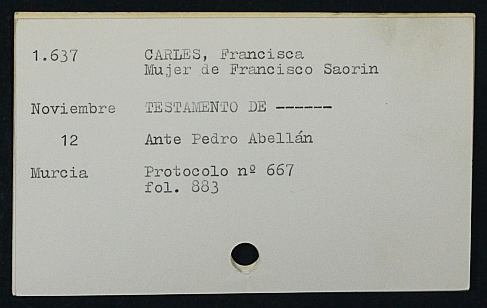 1.637 CARLES, Francisca
Mujer de Francisco Saorin
Noviembre TESTAMENTO DE ------
12 Ante Pedro Abellán
Murcia Protocolo nº 667
fol. 883